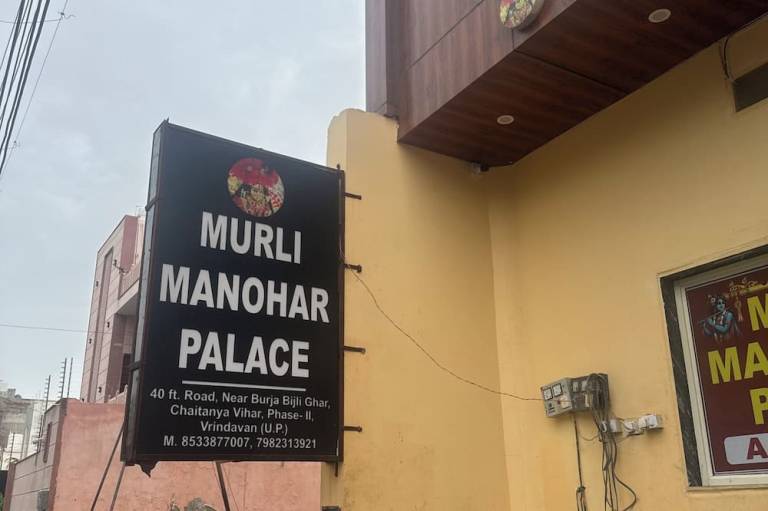 MURLI
MANOHAR
PALACE
40 ft. Road, Near Burja Bijli Ghar,
Chaitanya Vihar, Phase- II,
Vrindavan (U.P.)
M. 8533877007, 7982313921
M
MA
P
A